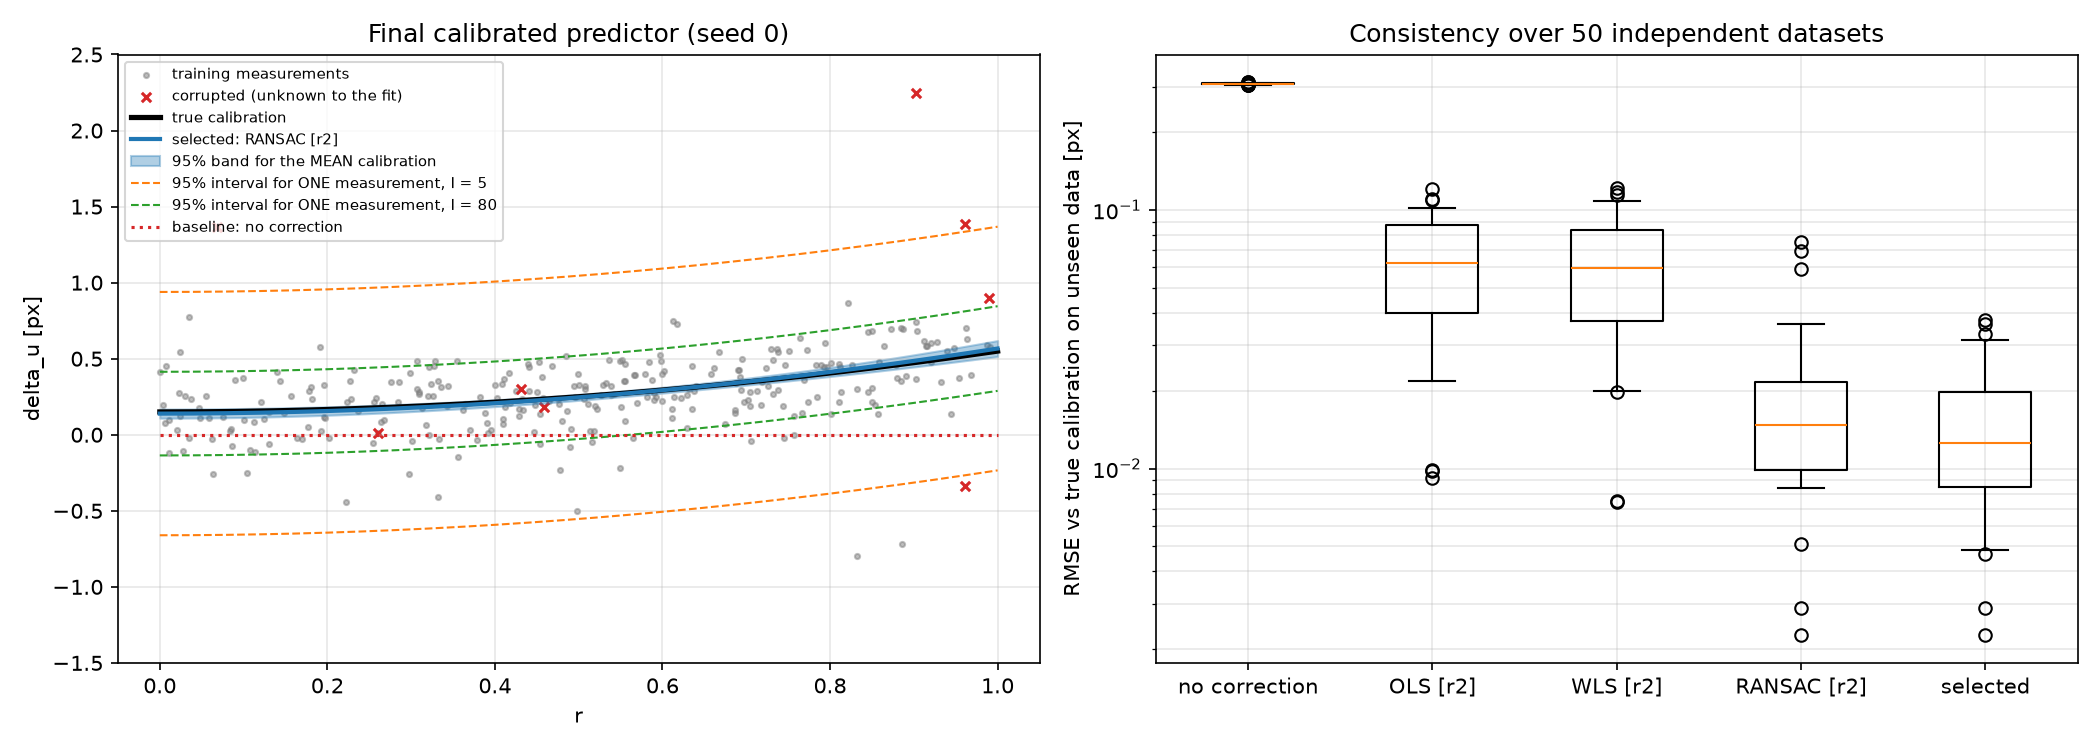 Final calibrated predictor (seed 0)
training measurements
corrupted (unknown to the fit)
true calibration
selected: RANSAC [r2]
95% band for the MEAN calibration
95% interval for ONE measurement, I = 5
95% interval for ONE measurement, I = 80
baseline: no correction
delta_u [px]
2.5
2.0
1.5
1.0
0.5
0.0
−0.5
−1.0
−1.5
0.0 0.2 0.4 0.6 0.8 1.0
r
Consistency over 50 independent datasets
RMSE vs true calibration on unseen data [px]
10⁻¹
10⁻²
no correction OLS [r2] WLS [r2] RANSAC [r2] selected